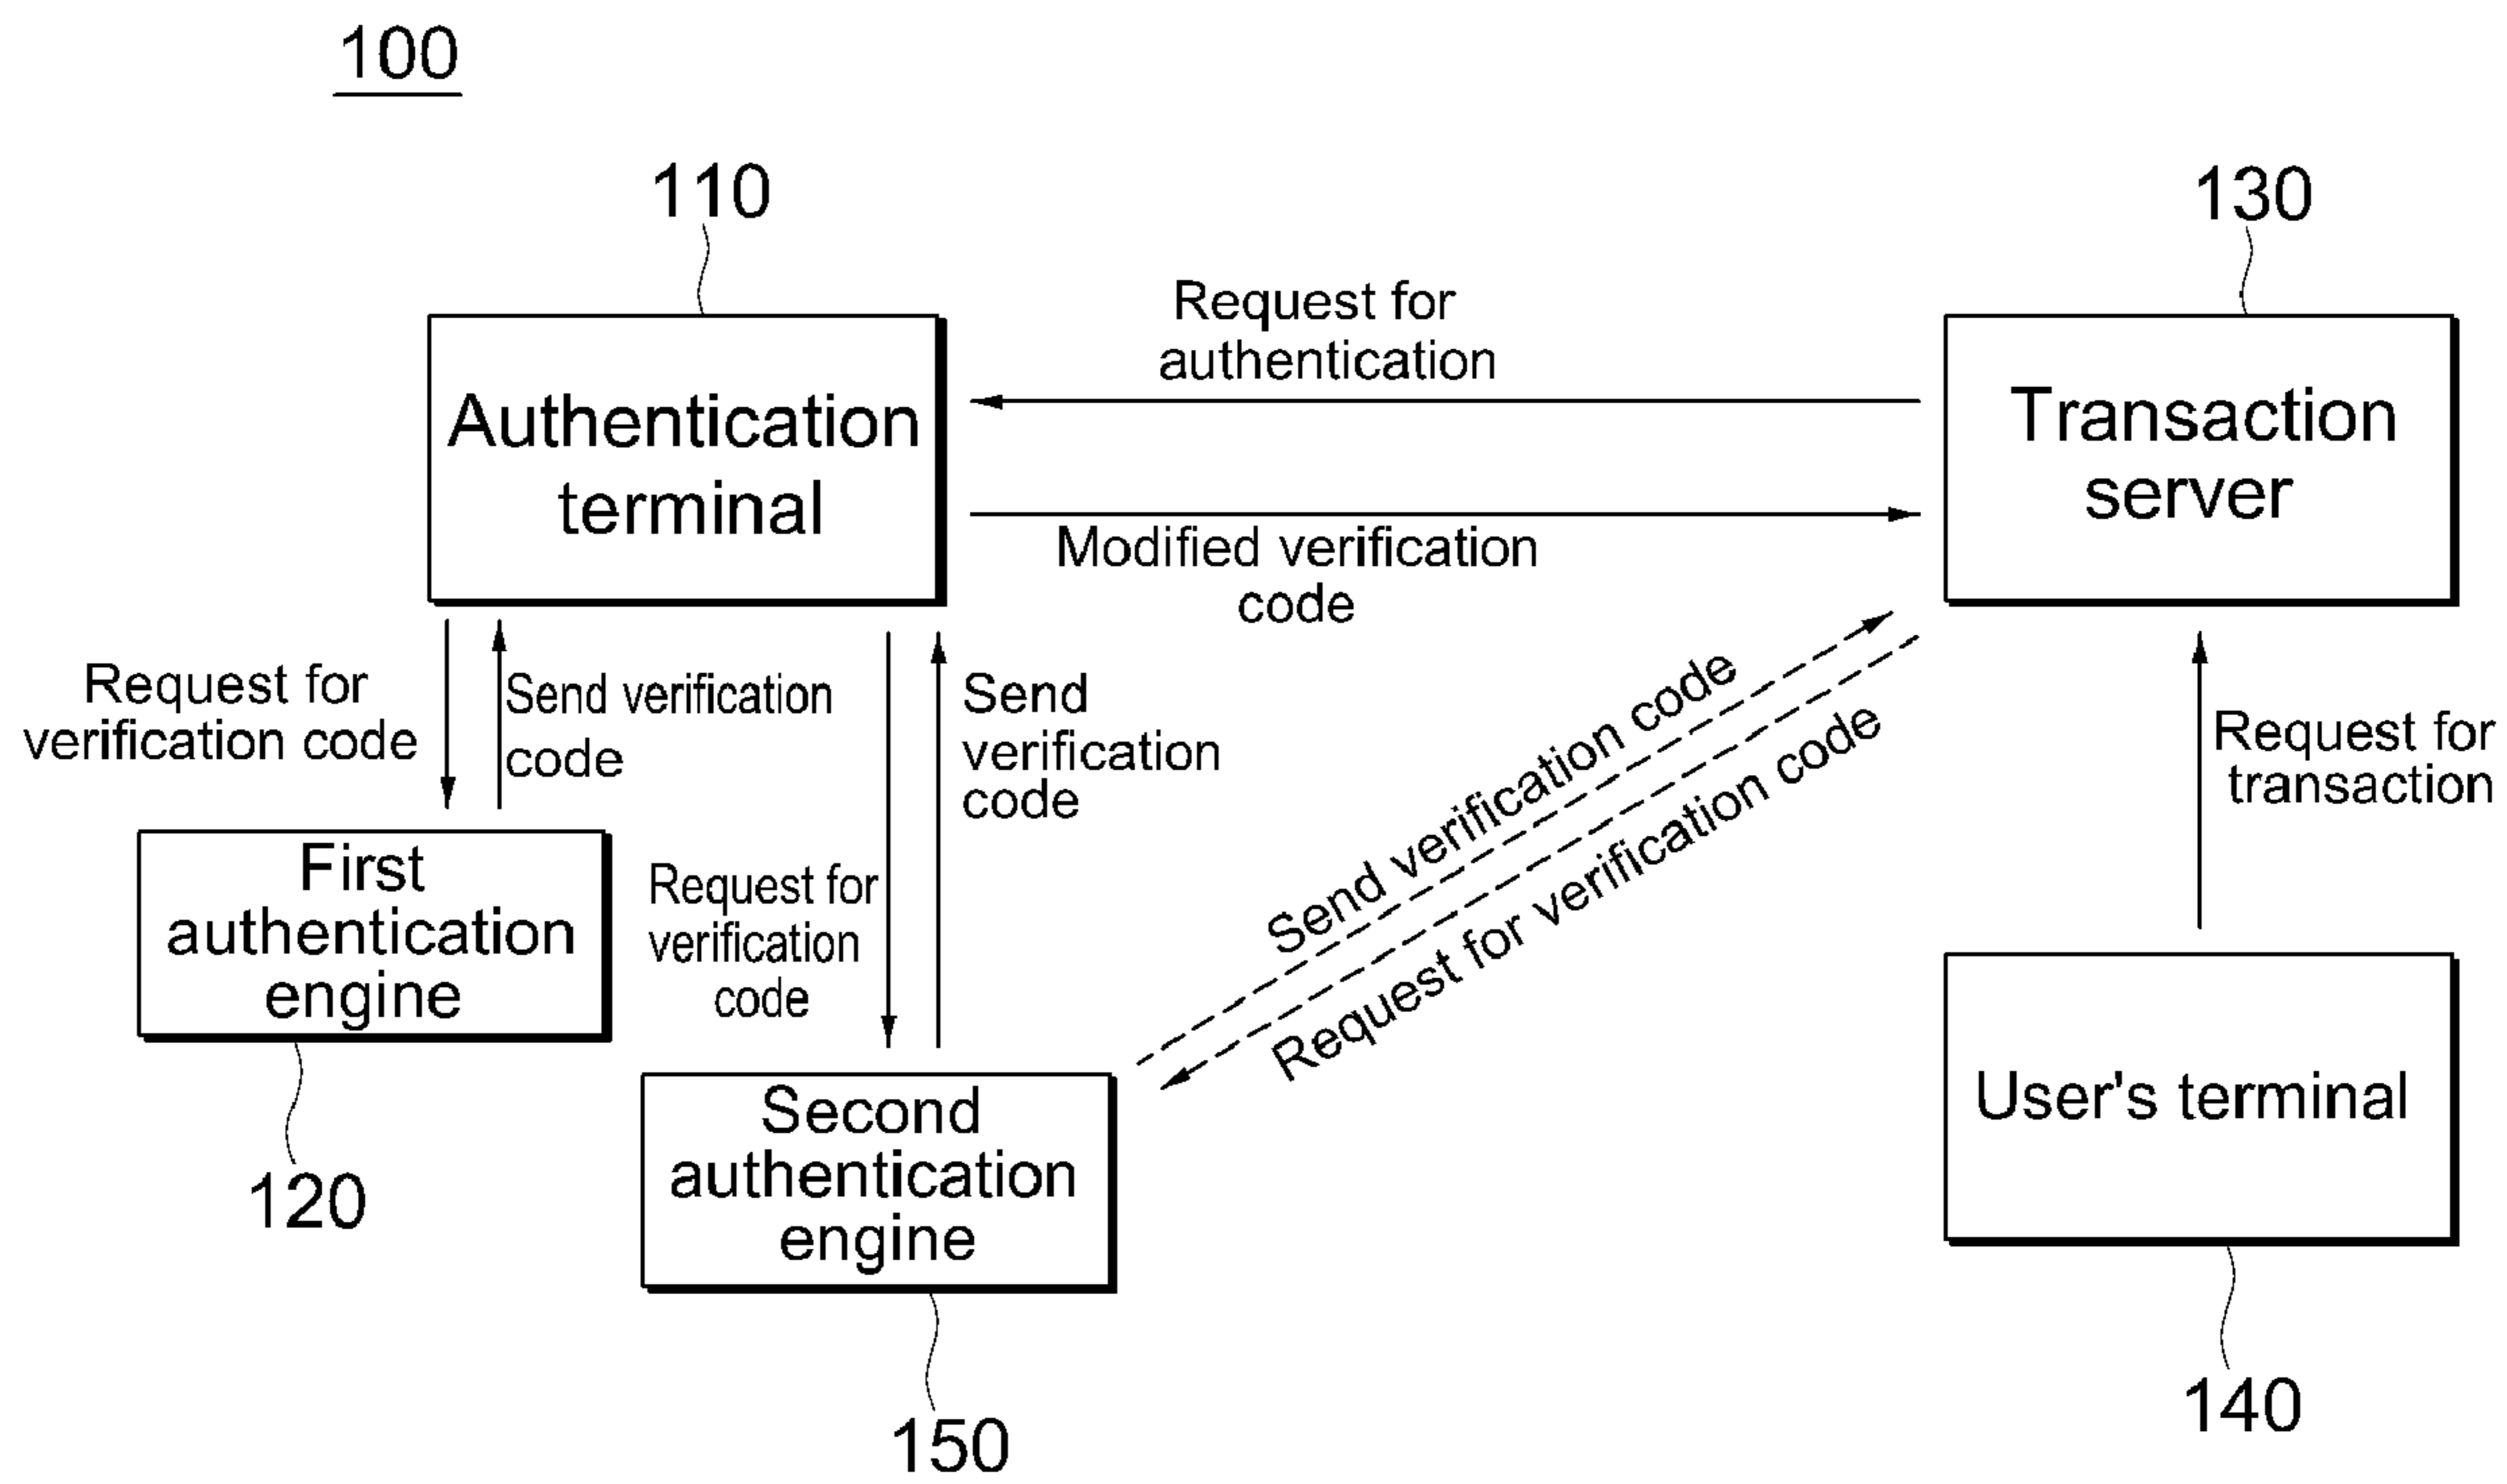 100
110
130
Request for
authentication
Authentication
terminal
Transaction
server
Modified verification
code
Request for
verification code
Send verification
code
Send
verification
code
Send verification code
Request for verification code
Request for
transaction
First
authentication
engine
Request for
verification
code
Second
authentication
engine
User's terminal
120
150
140